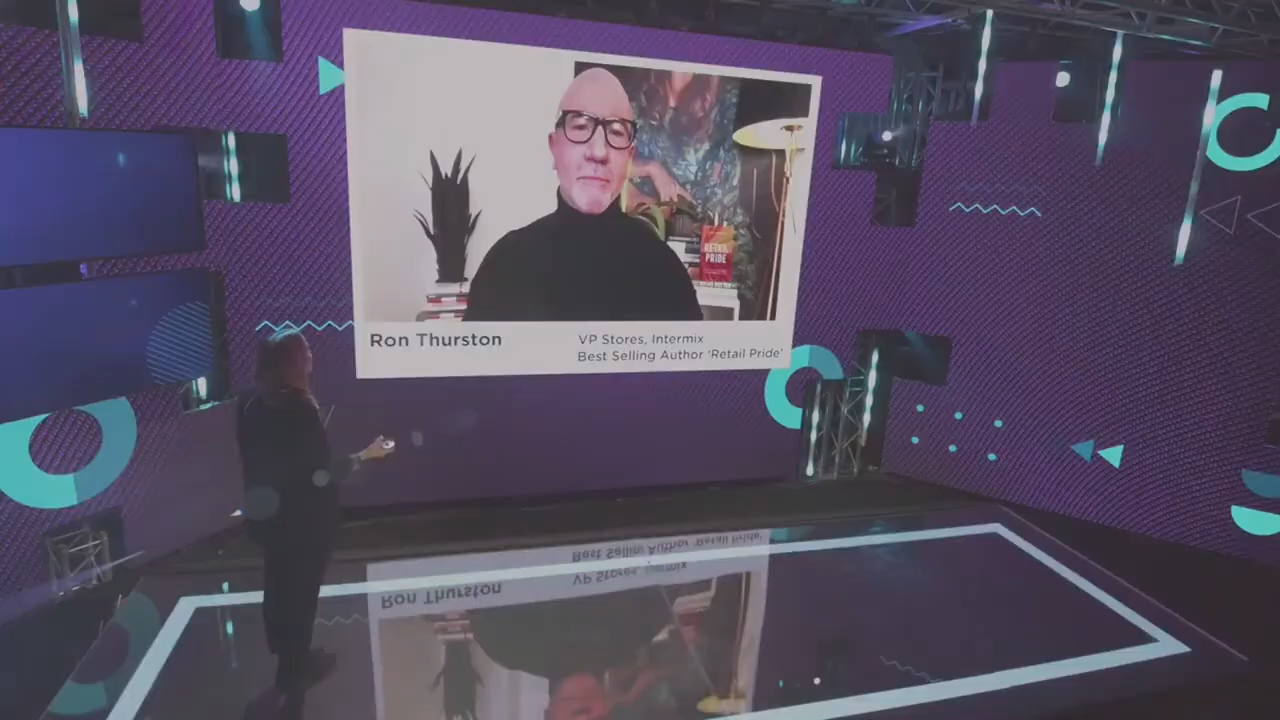 RETAIL
PRIDE
Ron Thurston
VP Stores, Intermix
Best Selling Author 'Retail Pride'